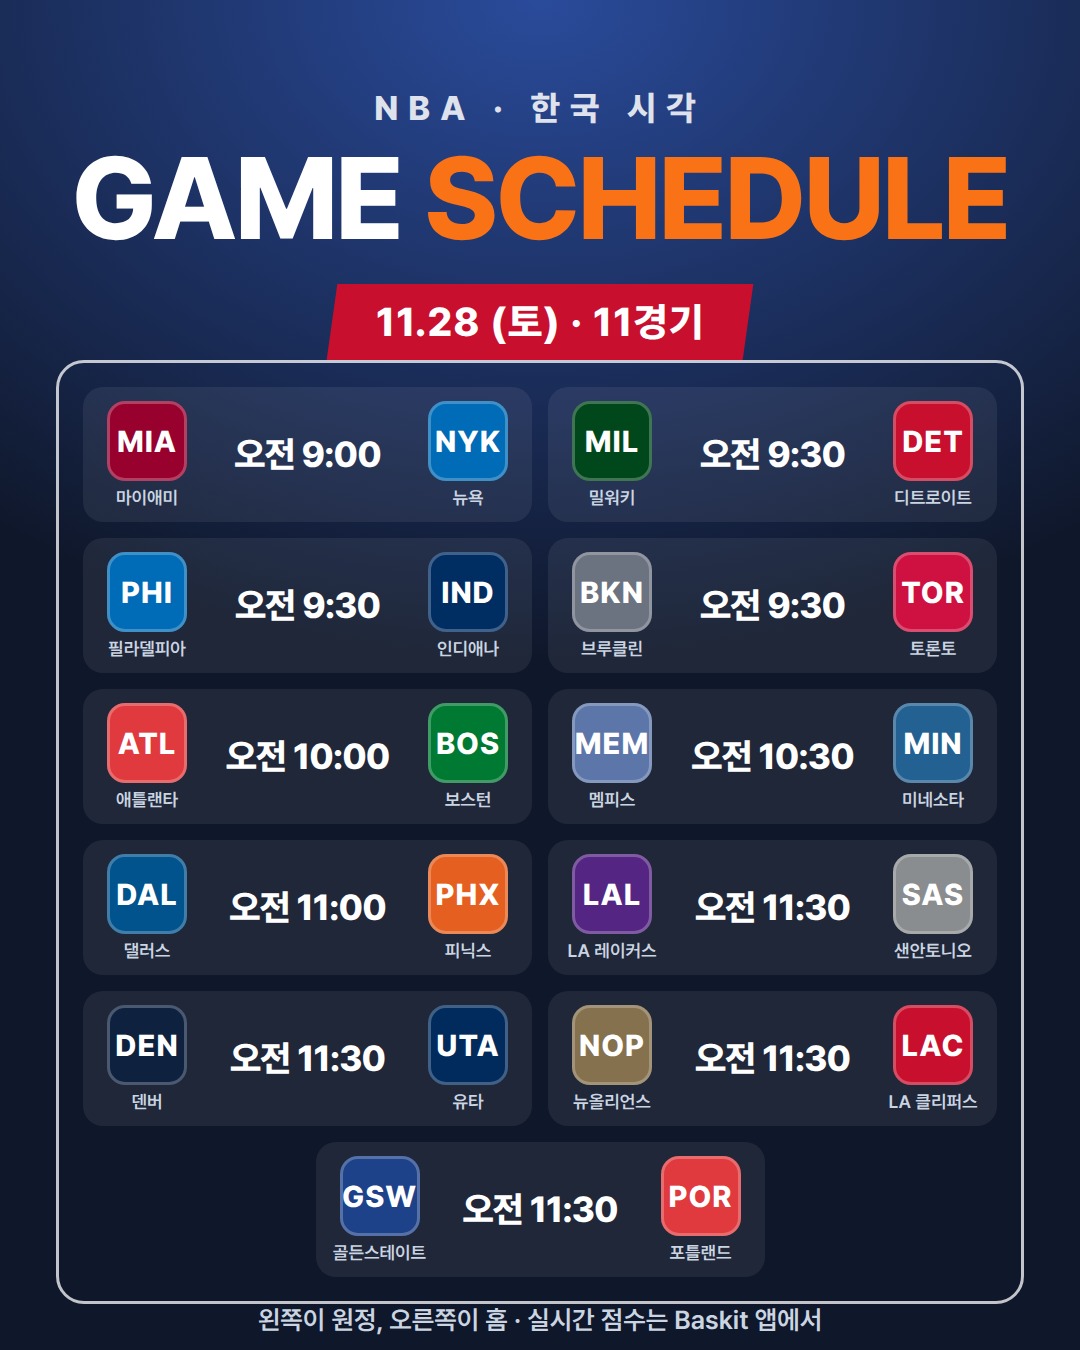 NBA · 한국 시각
GAME SCHEDULE
11.28 (토) · 11경기
MIA 오전 9:00 NYK
마이애미 뉴욕
MIL 오전 9:30 DET
밀워키 디트로이트
PHI 오전 9:30 IND
필라델피아 인디애나
BKN 오전 9:30 TOR
브루클린 토론토
ATL 오전 10:00 BOS
애틀랜타 보스턴
MEM 오전 10:30 MIN
멤피스 미네소타
DAL 오전 11:00 PHX
댈러스 피닉스
LAL 오전 11:30 SAS
LA 레이커스 샌안토니오
DEN 오전 11:30 UTA
덴버 유타
NOP 오전 11:30 LAC
뉴올리언스 LA 클리퍼스
GSW 오전 11:30 POR
골든스테이트 포틀랜드
왼쪽이 원정, 오른쪽이 홈 · 실시간 점수는 Baskit 앱에서